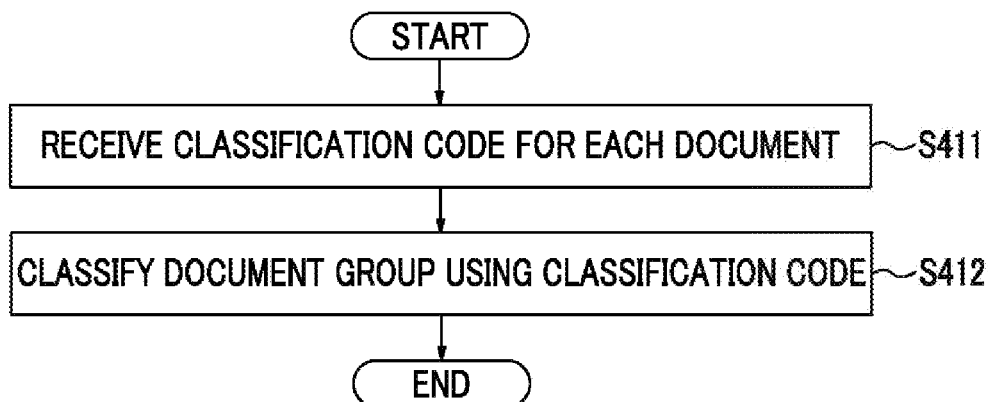 START
RECEIVE CLASSIFICATION CODE FOR EACH DOCUMENT
S411
CLASSIFY DOCUMENT GROUP USING CLASSIFICATION CODE
S412
END